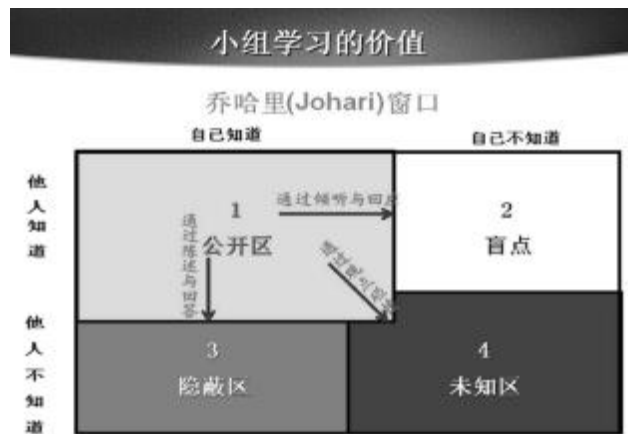 小组学习的价值
乔哈里(Johari)窗口
自己知道
自己不知道
他人知道
1
公开区
通过倾听与回
通过陈述与回答
2
盲点
他人不知道
3
隐蔽区
4
未知区